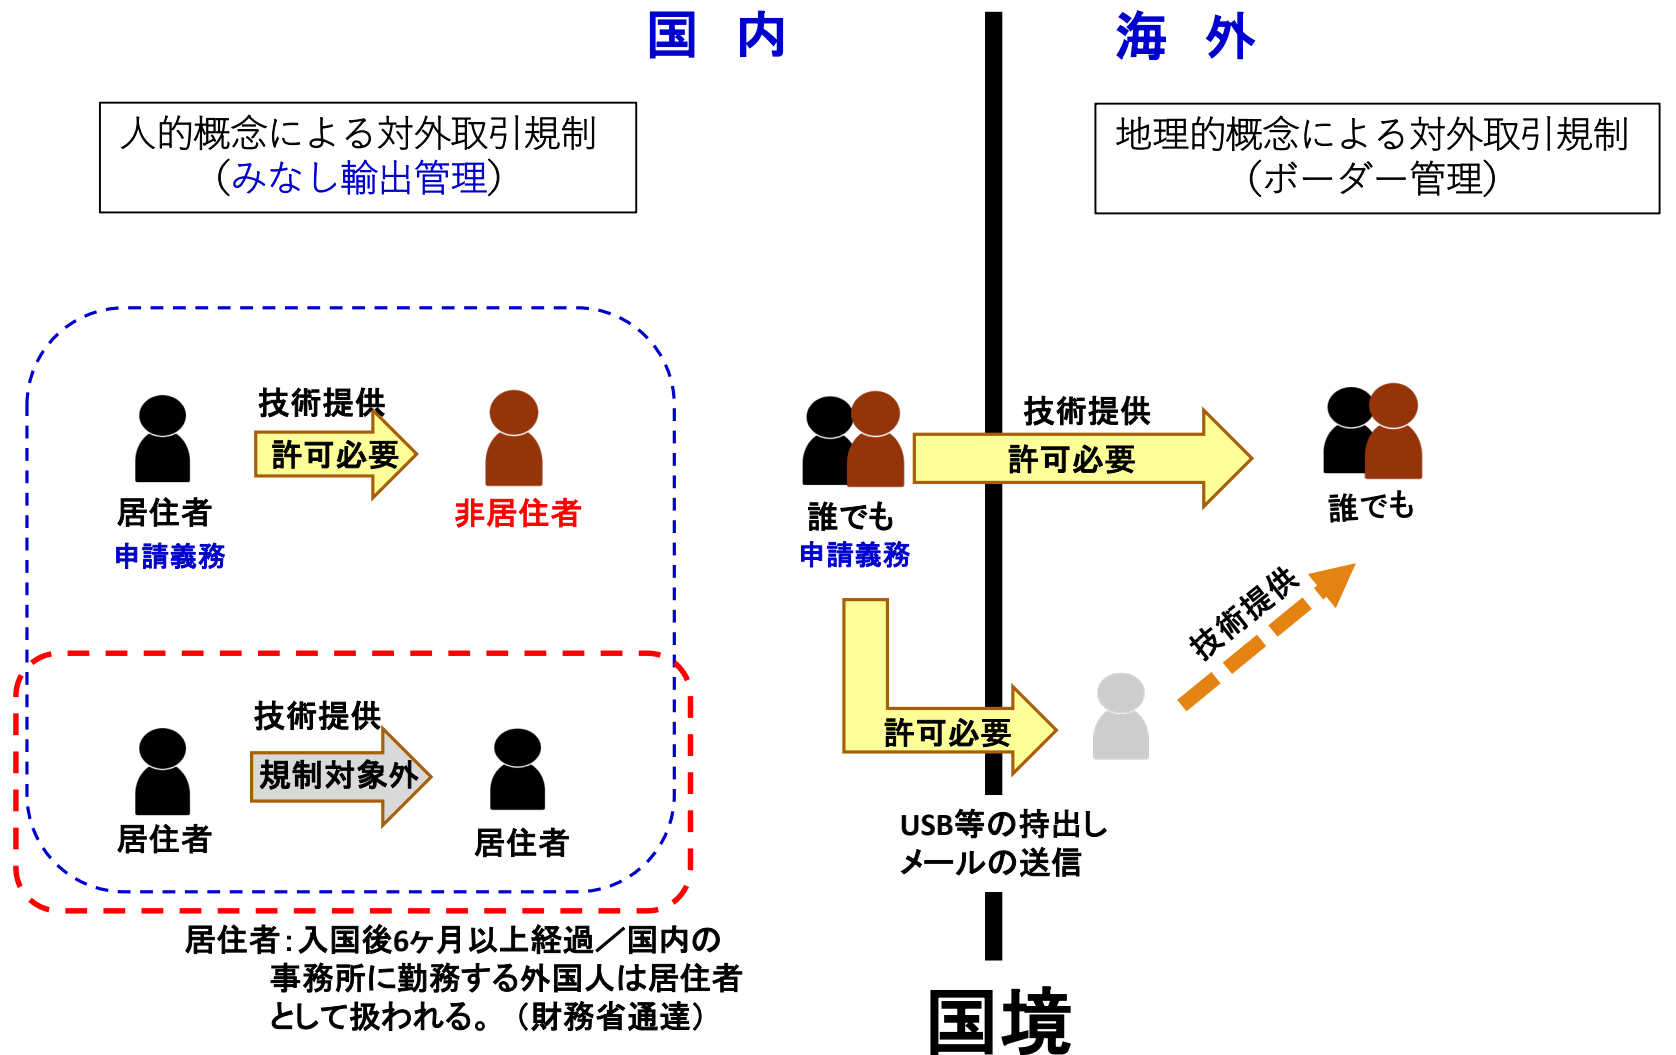 国　内
海　外
人的概念による対外取引規制
（みなし輸出管理）
地理的概念による対外取引規制
（ボーダー管理）
技術提供
許可必要
居住者
申請義務
非居住者
技術提供
許可必要
誰でも
申請義務
誰でも
技術提供
規制対象外
居住者
居住者
許可必要
技術提供
USB等の持出し
メールの送信
居住者：入国後6ヶ月以上経過／国内の
事務所に勤務する外国人は居住者
として扱われる。（財務省通達）
国境